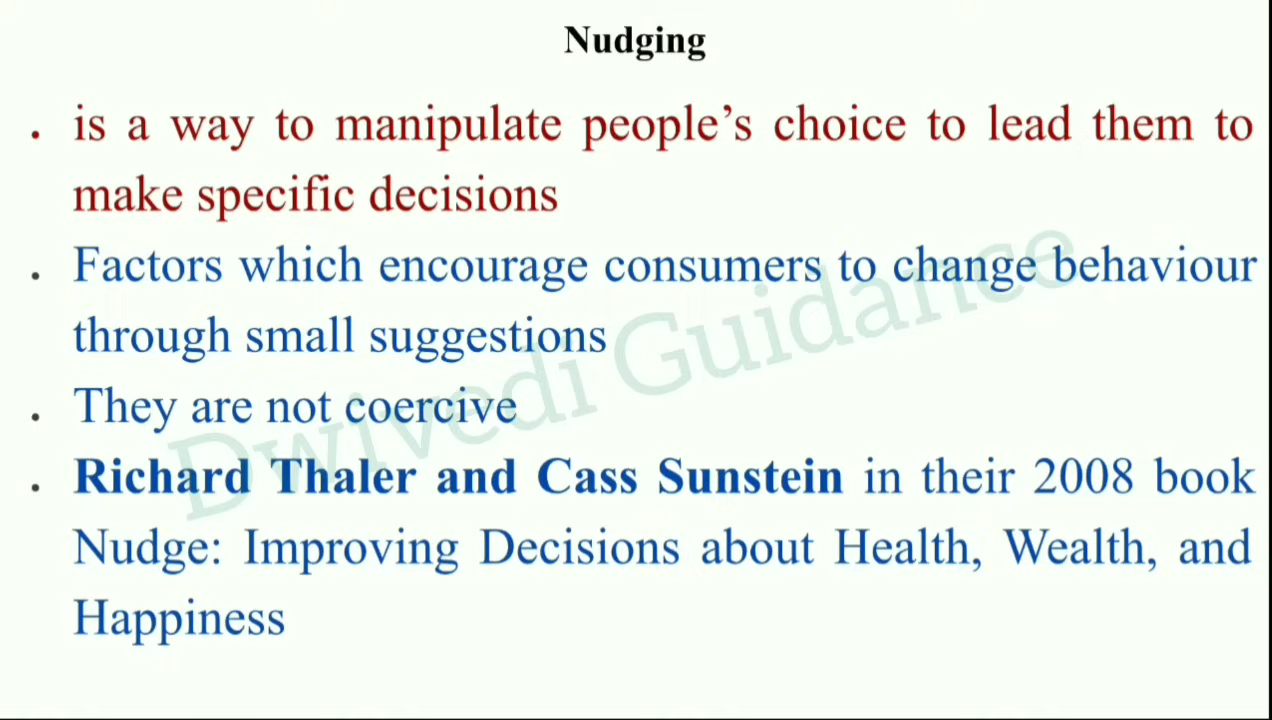 Nudging
. is a way to manipulate people’s choice to lead them to
make specific decisions
. Factors which encourage consumers to change behaviour
through small suggestions
. They are not coercive
. Richard Thaler and Cass Sunstein in their 2008 book
Nudge: Improving Decisions about Health, Wealth, and
Happiness
Dwivedi Guidance